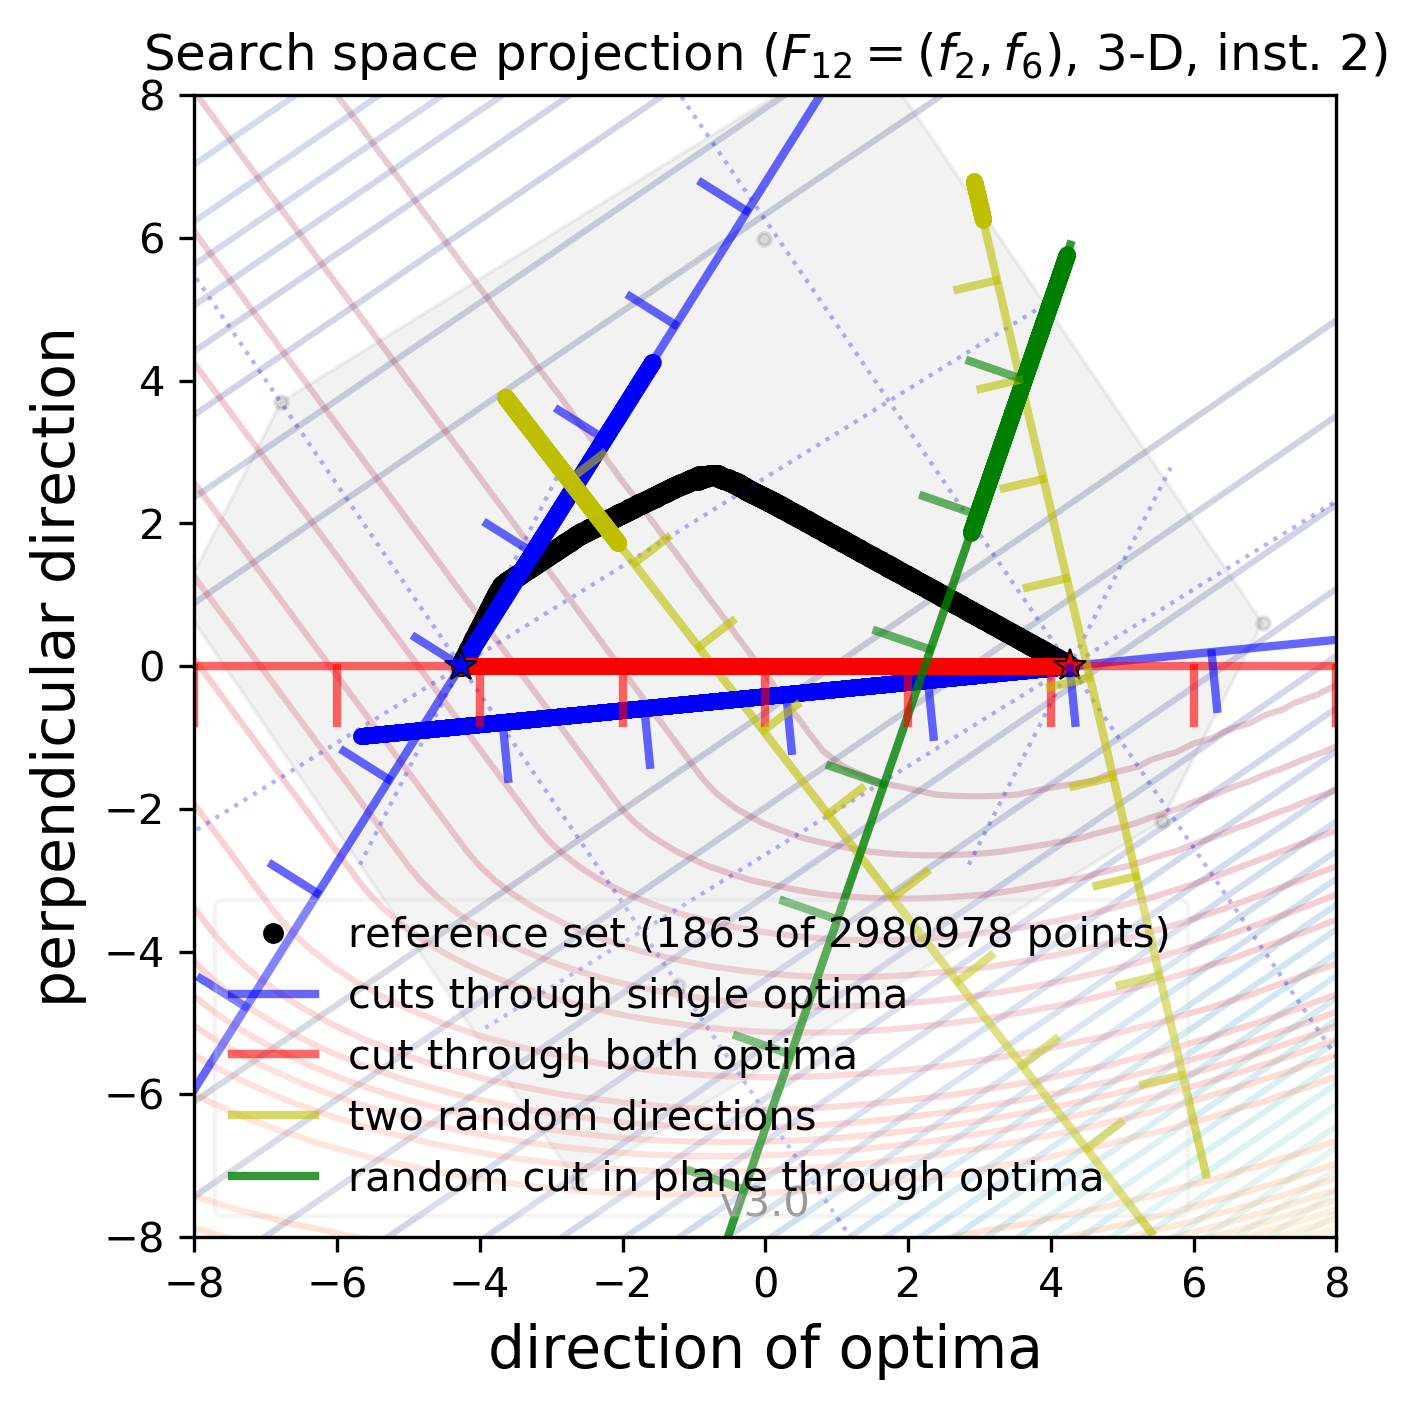 Search space projection (F₁₂ = (f₂, f₆), 3-D, inst. 2)
8
6
4
2
0
−2
−4
−6
−8
perpendicular direction
reference set (1863 of 2980978 points)
cuts through single optima
cut through both optima
two random directions
random cut in plane through optima
v3.0
−8 −6 −4 −2 0 2 4 6 8
direction of optima